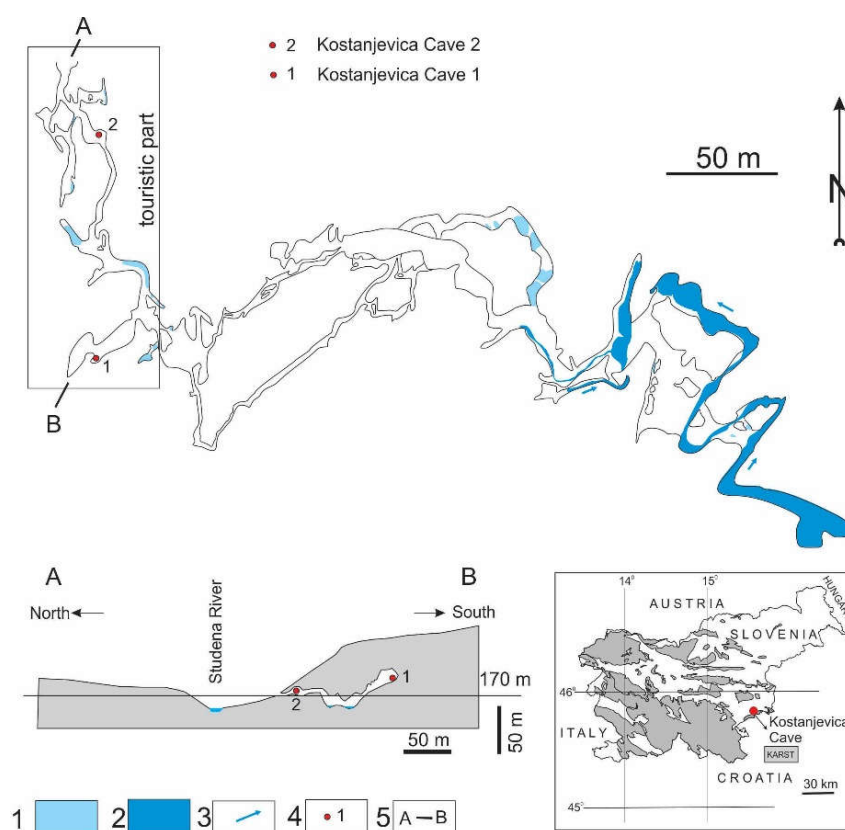 A
2 Kostanjevica Cave 2
1 Kostanjevica Cave 1
touristic part
2
50 m
N
1
B
A
B
North
Studena River
South
1
2
170 m
50 m
50 m
14°
15°
AUSTRIA
HUNGAR
SLOVENIA
46°
Kostanjevica
Cave
ITALY
KARST
CROATIA
30 km
45°
1 2 3 4 1 5 A B